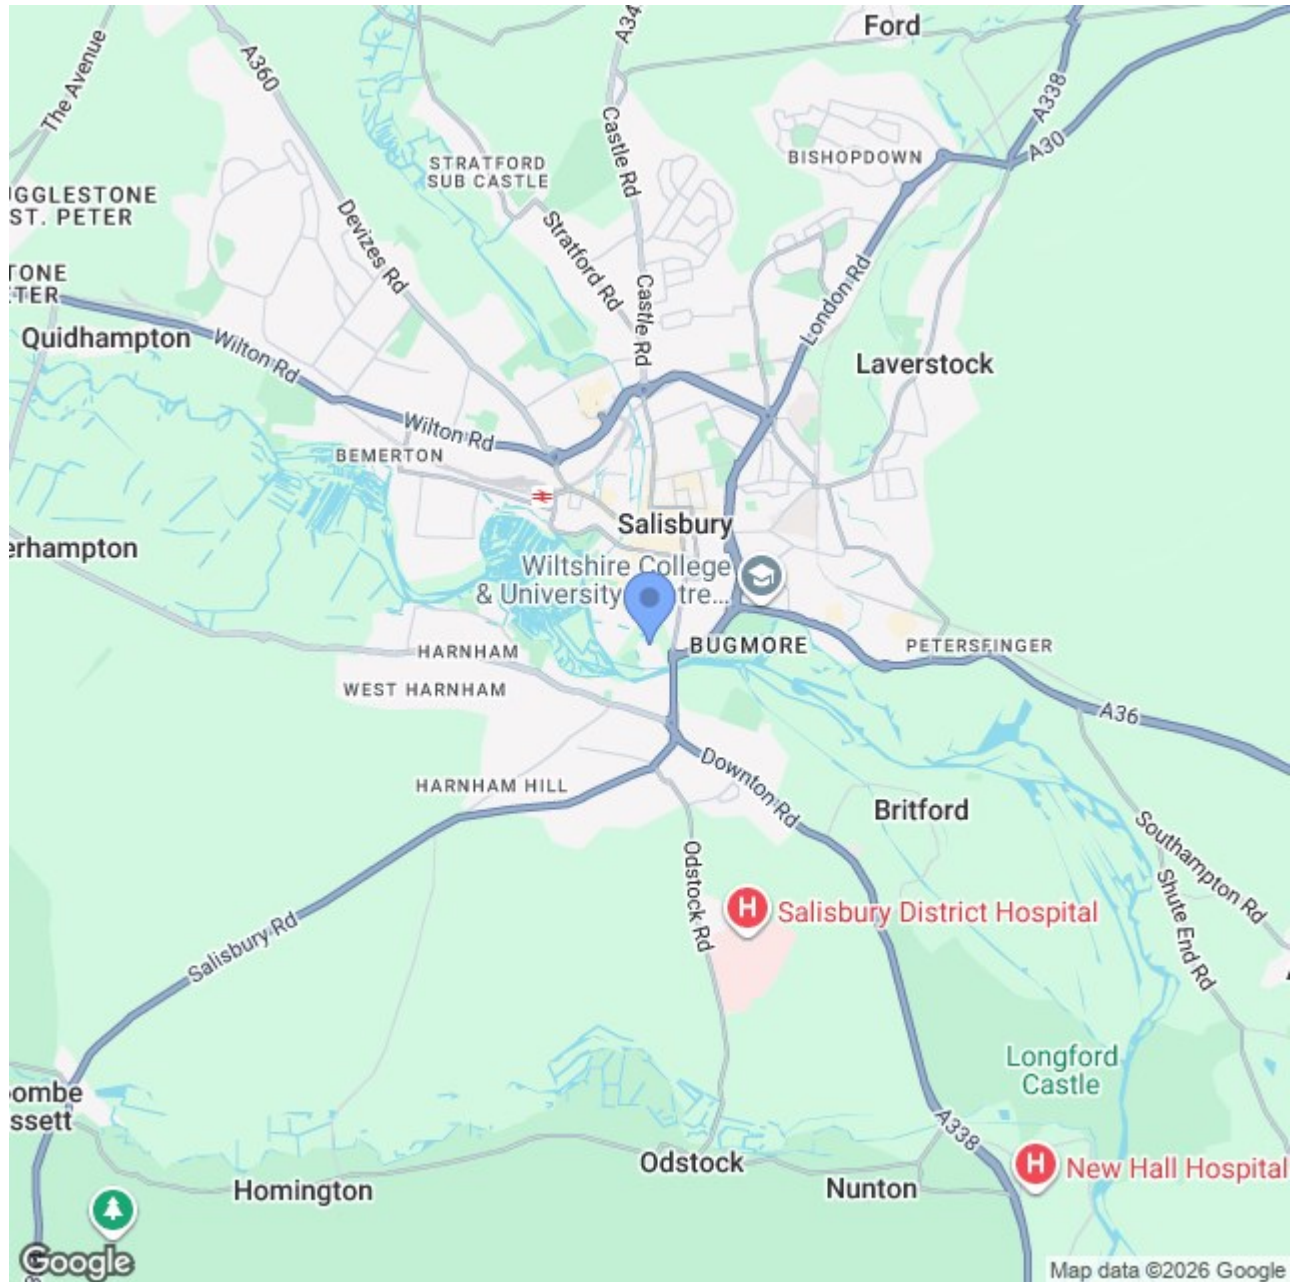 Ford
A34
The Avenue
A360
A338
A30
Castle Rd
BISHOPDOWN
STRATFORD
SUB CASTLE
UGGLESTONE
ST. PETER
Devizes Rd
Stratford Rd
TONE
TER
Castle Rd
London Rd
Quidhampton
Wilton Rd
Laverstock
Wilton Rd
BEMERTON
Salisbury
erhampton
Wiltshire College
& University
tre...
HARNHAM
BUGMORE
PETERSFINGER
WEST HARNHAM
A36
Downton Rd
HARNHAM HILL
Britford
Southampton Rd
Odstock Rd
Shute End Rd
H
Salisbury District Hospital
Salisbury Rd
Longford
Castle
ombe
ssett
A338
Odstock
H
New Hall Hospital
Homington
Nunton
Google
Map data ©2026 Google